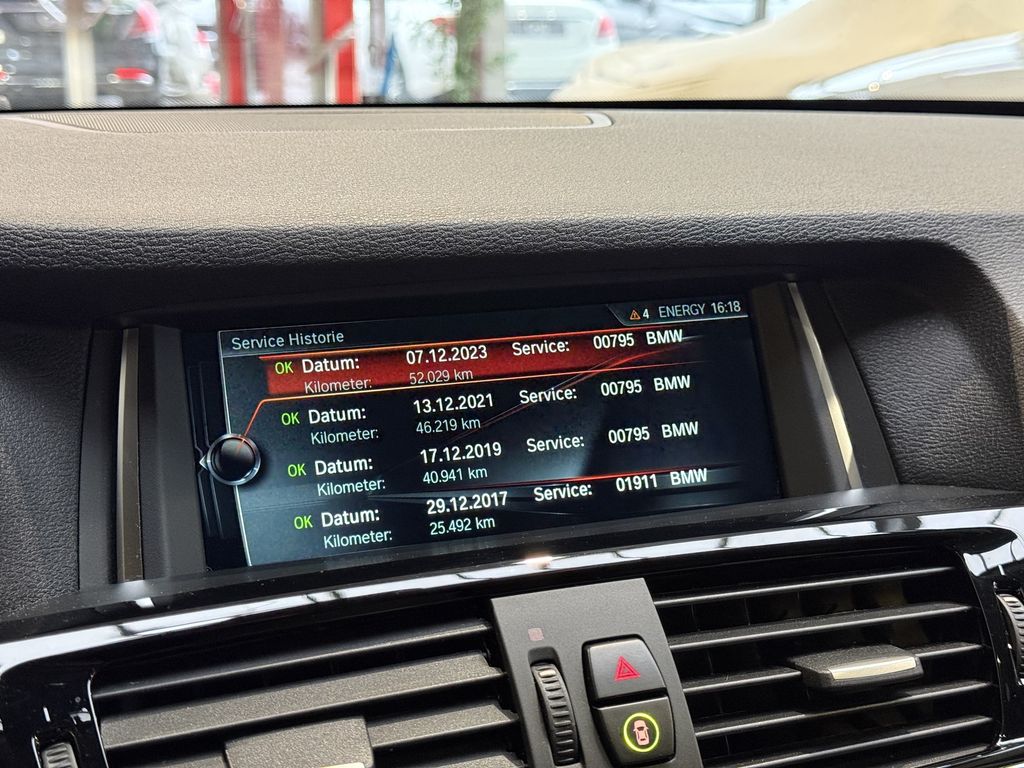 Service Historie
4 ENERGY 16:18
OK Datum: 07.12.2023 Service: 00795 BMW
Kilometer: 52.029 km
OK Datum: 13.12.2021 Service: 00795 BMW
Kilometer: 46.219 km
OK Datum: 17.12.2019 Service: 00795 BMW
Kilometer: 40.941 km
OK Datum: 29.12.2017 Service: 01911 BMW
Kilometer: 25.492 km